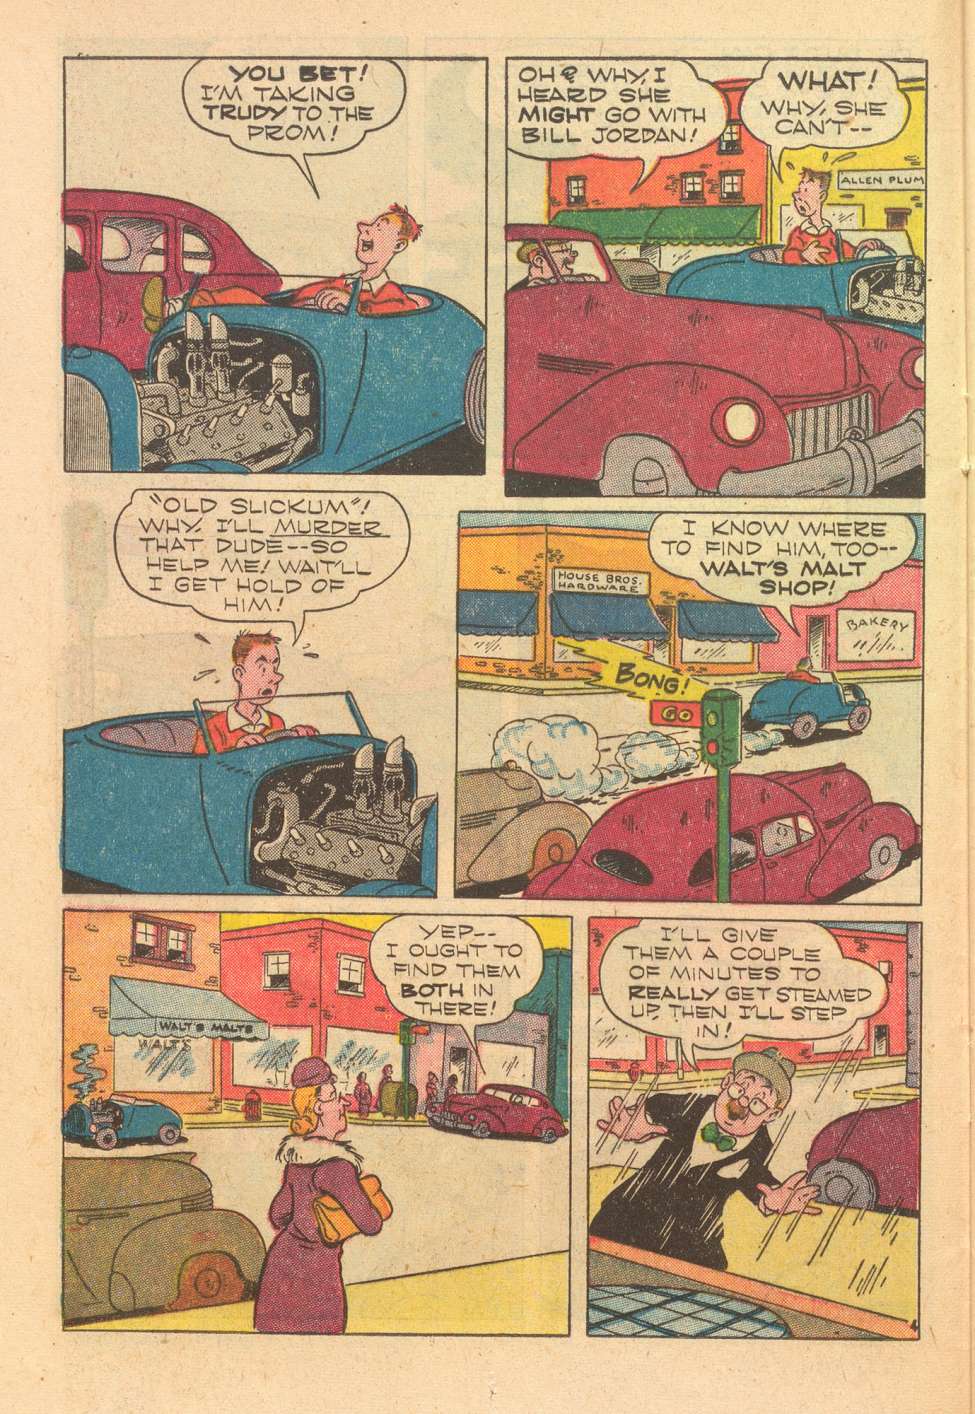 YOU BET!
I'M TAKING
TRUDY TO THE
PROM!
OH? WHY, I
HEARD SHE
MIGHT GO WITH
BILL JORDAN!
WHAT!
WHY, SHE
CAN'T--
ALLEN PLUM
"OLD SLICKUM"!
WHY, I'LL MURDER
THAT DUDE--SO
HELP ME! WAIT'LL
I GET HOLD OF
HIM!
I KNOW WHERE
TO FIND HIM, TOO--
WALT'S MALT
SHOP!
HOUSE BROS.
HARDWARE
BAKERY
BONG!
GO
YEP--
I OUGHT TO
FIND THEM
BOTH IN
THERE!
WALT'S MALTS
WALT'S
I'LL GIVE
THEM A COUPLE
OF MINUTES TO
REALLY GET STEAMED
UP, THEN I'LL STEP
IN!